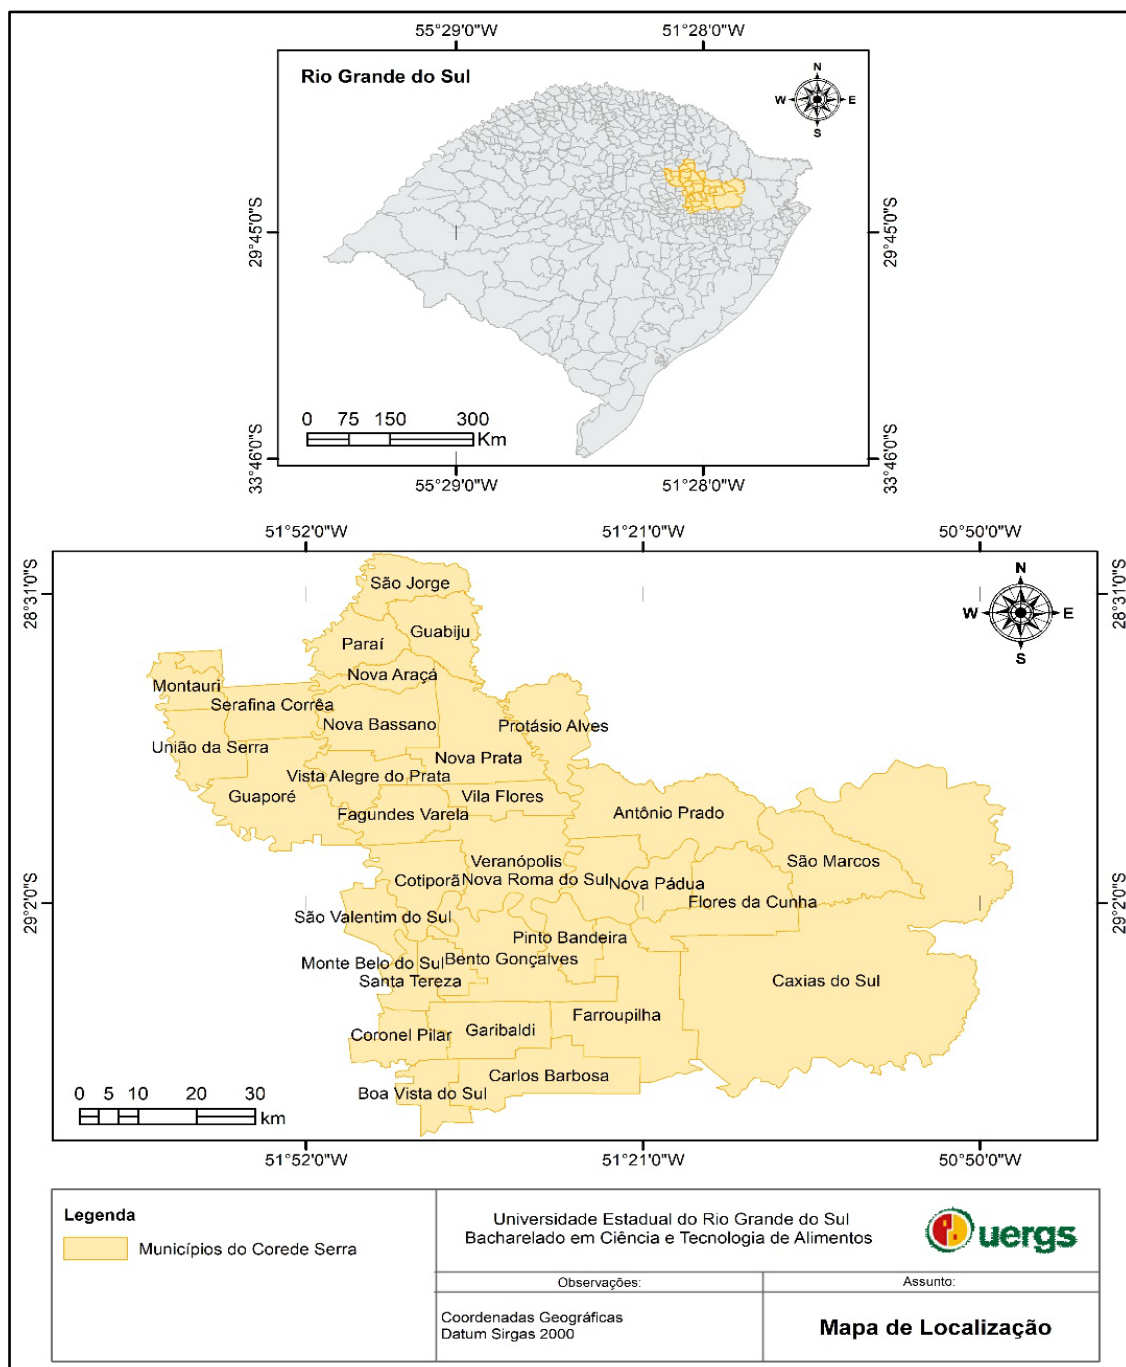 55°29'0"W 51°28'0"W
Rio Grande do Sul
N
W E
S
29°45'0"S 29°45'0"S
0 75 150 300
Km
33°46'0"S 33°46'0"S
55°29'0"W 51°28'0"W
51°52'0"W 51°21'0"W 50°50'0"W
28°31'0"S 28°31'0"S
N
W E
S
São Jorge
Guabiju
Paraí
Nova Araçá
Montauri
Serafina Corrêa
Nova Bassano
Protásio Alves
União da Serra
Nova Prata
Vista Alegre do Prata
Guaporé
Vila Flores
Fagundes Varela
Antônio Prado
Veranópolis
São Marcos
Cotiporã
Nova Roma do Sul
Nova Pádua
Flores da Cunha
29°2'0"S 29°2'0"S
São Valentim do Sul
Pinto Bandeira
Monte Belo do Sul
Bento Gonçalves
Santa Tereza
Caxias do Sul
Farroupilha
Coronel Pilar
Garibaldi
Carlos Barbosa
Boa Vista do Sul
0 5 10 20 30
km
51°52'0"W 51°21'0"W 50°50'0"W
Legenda
Municípios do Corede Serra
Universidade Estadual do Rio Grande do Sul
Bacharelado em Ciência e Tecnologia de Alimentos
uergs
Observações:
Coordenadas Geográficas
Datum Sirgas 2000
Assunto:
Mapa de Localização